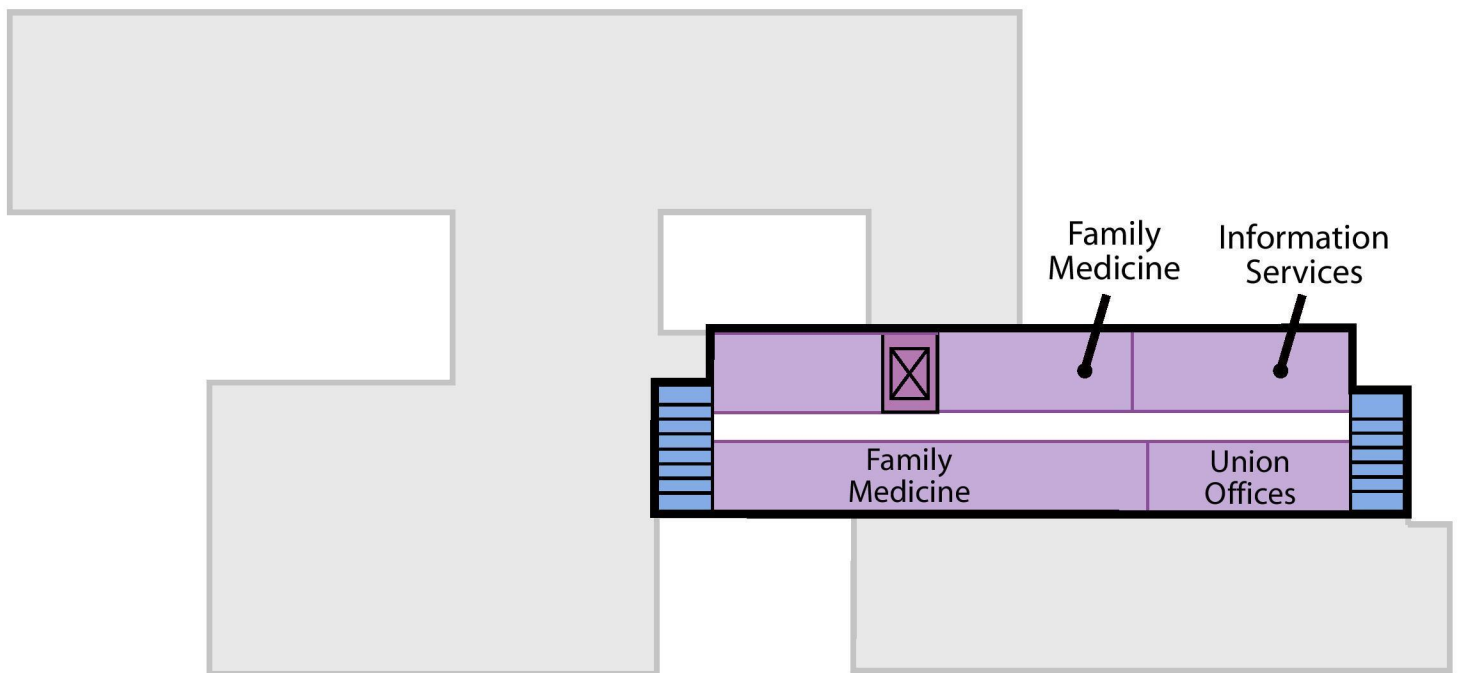 Family
Medicine
Information
Services
Family
Medicine
Union
Offices